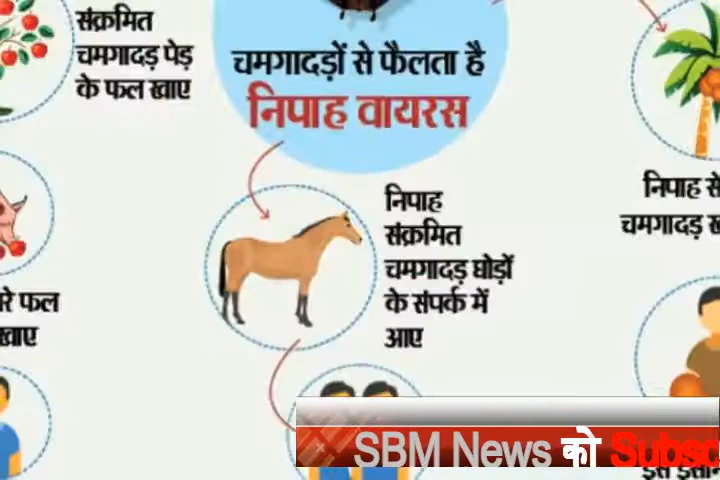 संक्रमित
चमगादड़ पेड़
के फल खाए
चमगादड़ों से फैलता है
निपाह वायरस
निपाह
संक्रमित
चमगादड़ घोड़ों
के संपर्क में
आए
निपाह से
चमगादड़
फल
खाए
SBM News को